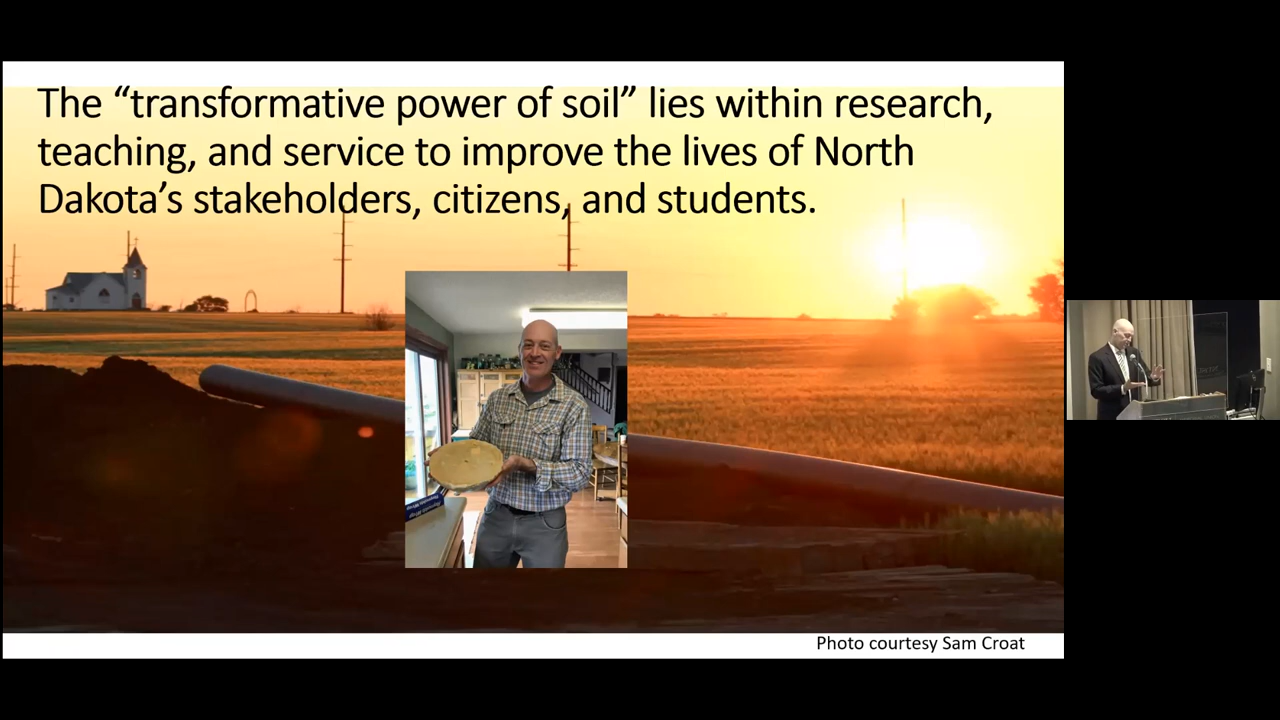 The “transformative power of soil” lies within research,
teaching, and service to improve the lives of North
Dakota’s stakeholders, citizens, and students.
Photo courtesy Sam Croat